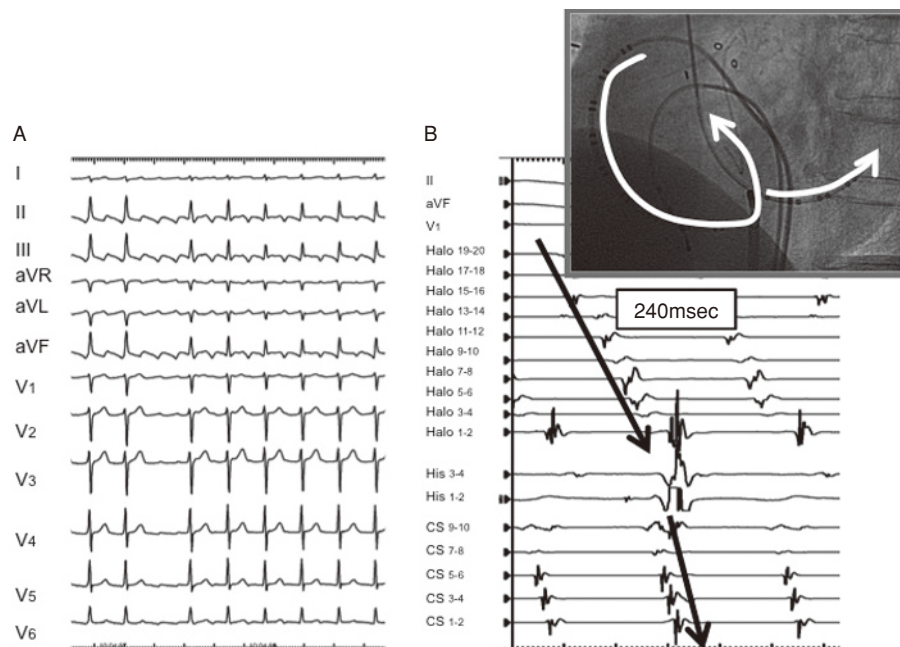 A
I
II
III
aVR
aVL
aVF
V1
V2
V3
V4
V5
V6
B
II
aVF
V1
Halo 19-20
Halo 17-18
Halo 15-16
Halo 13-14
Halo 11-12
Halo 9-10
Halo 7-8
Halo 5-6
Halo 3-4
Halo 1-2
His 3-4
His 1-2
CS 9-10
CS 7-8
CS 5-6
CS 3-4
CS 1-2
240msec